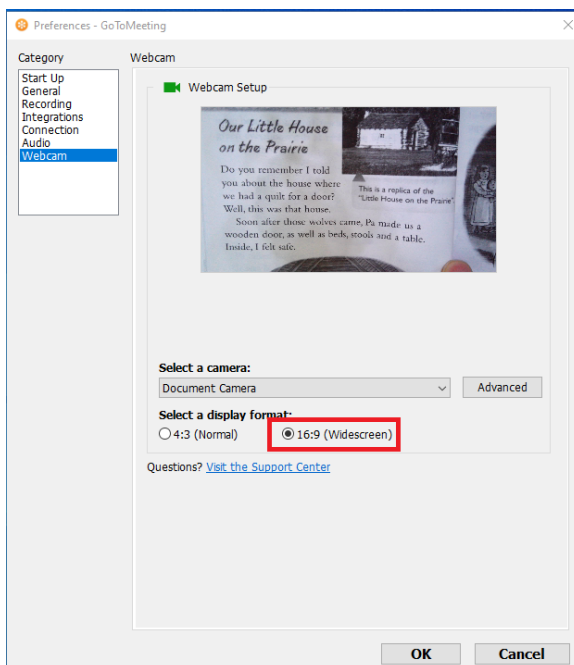 Preferences - GoToMeeting
Category
Webcam
Start Up
General
Recording
Integrations
Connection
Audio
Webcam
Webcam Setup
Our Little House
on the Prairie
Do you remember I told
you about the house where
we had a quilt for a door?
Well, this was that house.
Soon after those wolves came, Pa made us a
wooden door, as well as beds, stools and a table.
Inside, I felt safe.
This is a replica of the
"Little House on the Prairie"
Select a camera:
Document Camera
Advanced
Select a display format:
4:3 (Normal)
16:9 (Widescreen)
Questions? Visit the Support Center
OK
Cancel